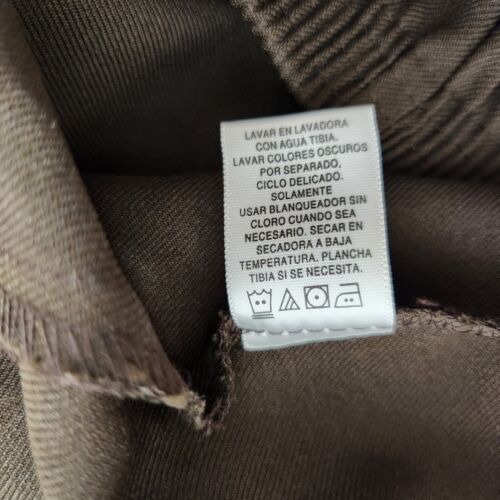 LAVAR EN LAVADORA
CON AGUA TIBIA.
LAVAR COLORES OSCUROS
POR SEPARADO,
CICLO DELICADO.
SOLAMENTE
USAR BLANQUEADOR SIN
CLORO CUANDO SEA
NECESARIO. SECAR EN
SECADORA A BAJA
TEMPERATURA. PLANCHA
TIBIA SI SE NECESITA.